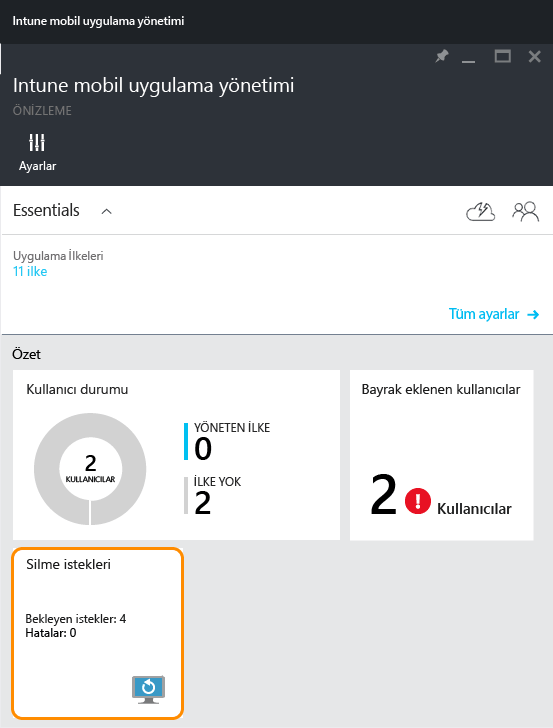 Intune mobil uygulama yönetimi
Intune mobil uygulama yönetimi
ÖNİZLEME
Ayarlar
Essentials
Uygulama İlkeleri
11 ilke
Tüm ayarlar →
Özet
Kullanıcı durumu
2
KULLANICILAR
YÖNETEN İLKE
0
İLKE YOK
2
Bayrak eklenen kullanıcılar
2 Kullanıcılar
Silme istekleri
Bekleyen istekler: 4
Hatalar: 0